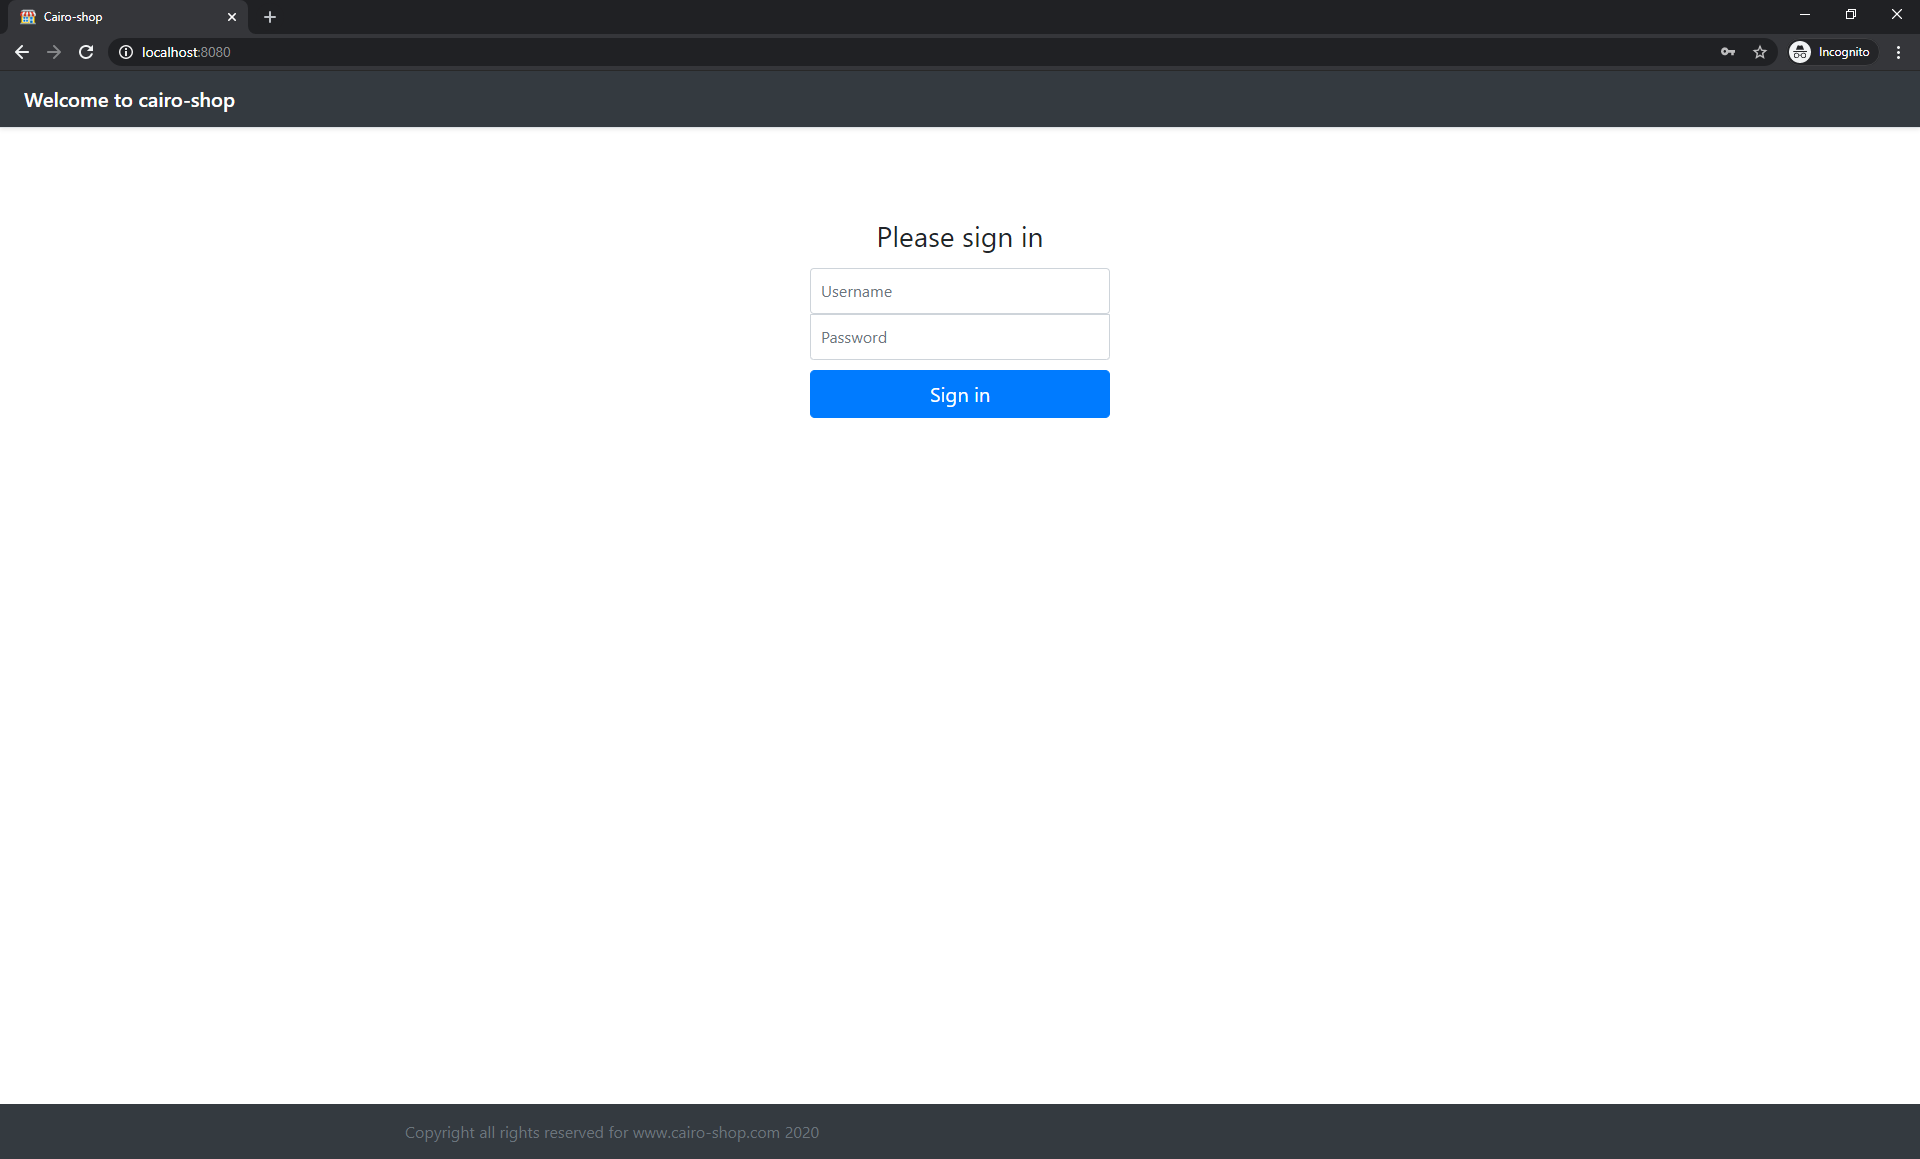 Cairo-shop
localhost:8080
Incognito
Welcome to cairo-shop
Please sign in
Username
Password
Sign in
Copyright all rights reserved for www.cairo-shop.com 2020